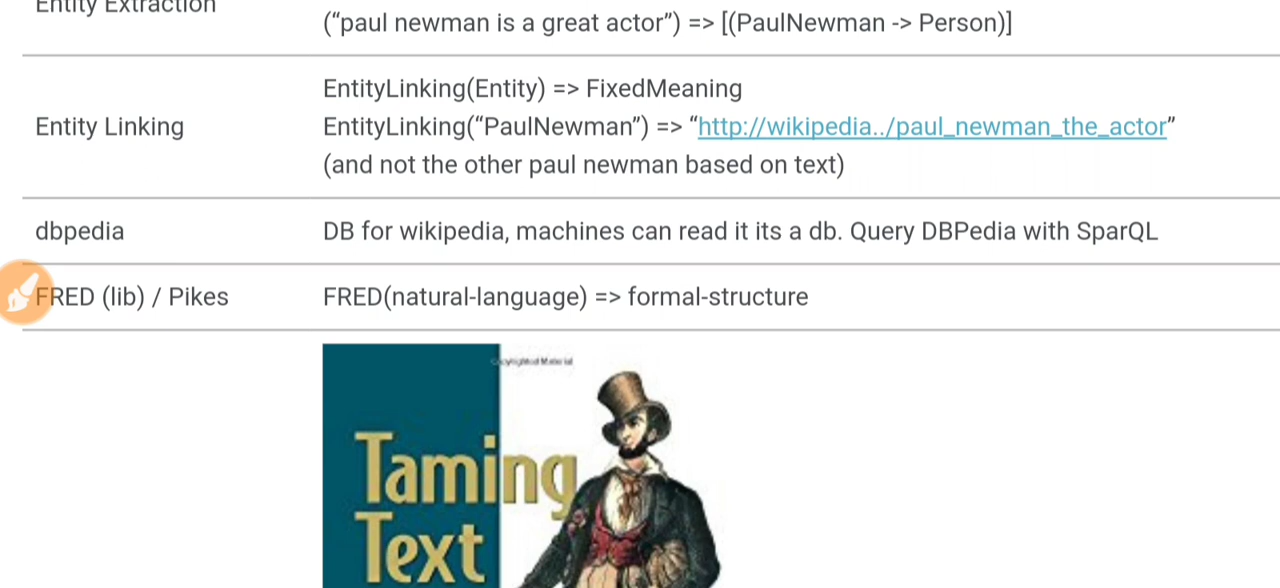 Entity Extraction
(“paul newman is a great actor”) => [(PaulNewman -> Person)]
EntityLinking(Entity) => FixedMeaning
Entity Linking
EntityLinking(“PaulNewman”) => “http://wikipedia../paul_newman_the_actor”
(and not the other paul newman based on text)
dbpedia
DB for wikipedia, machines can read it its a db. Query DBPedia with SparQL
FRED (lib) / Pikes
FRED(natural-language) => formal-structure
Copyrighted Material
Taming
Text